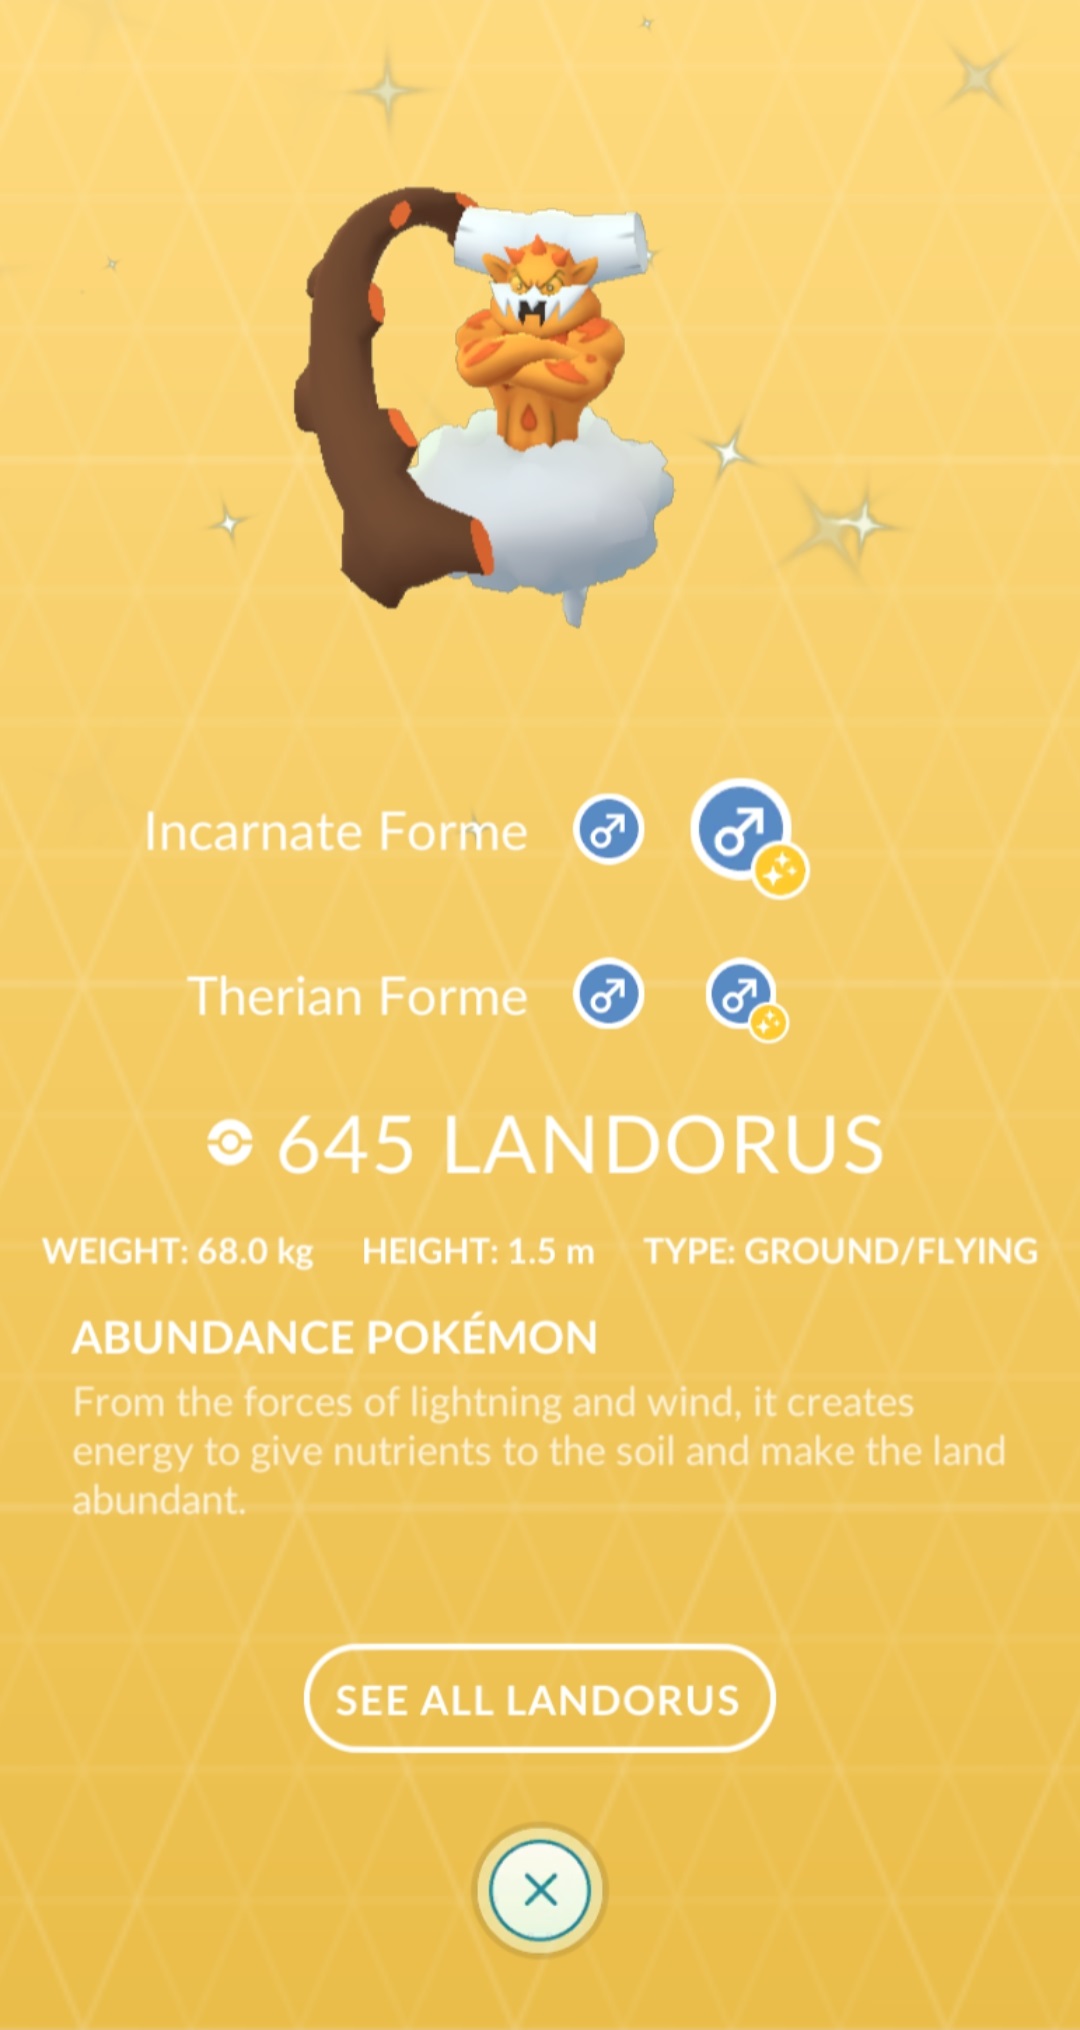 Incarnate Forme
Therian Forme
645 LANDORUS
WEIGHT: 68.0 kg HEIGHT: 1.5 m TYPE: GROUND/FLYING
ABUNDANCE POKÉMON
From the forces of lightning and wind, it creates
energy to give nutrients to the soil and make the land
abundant.
SEE ALL LANDORUS